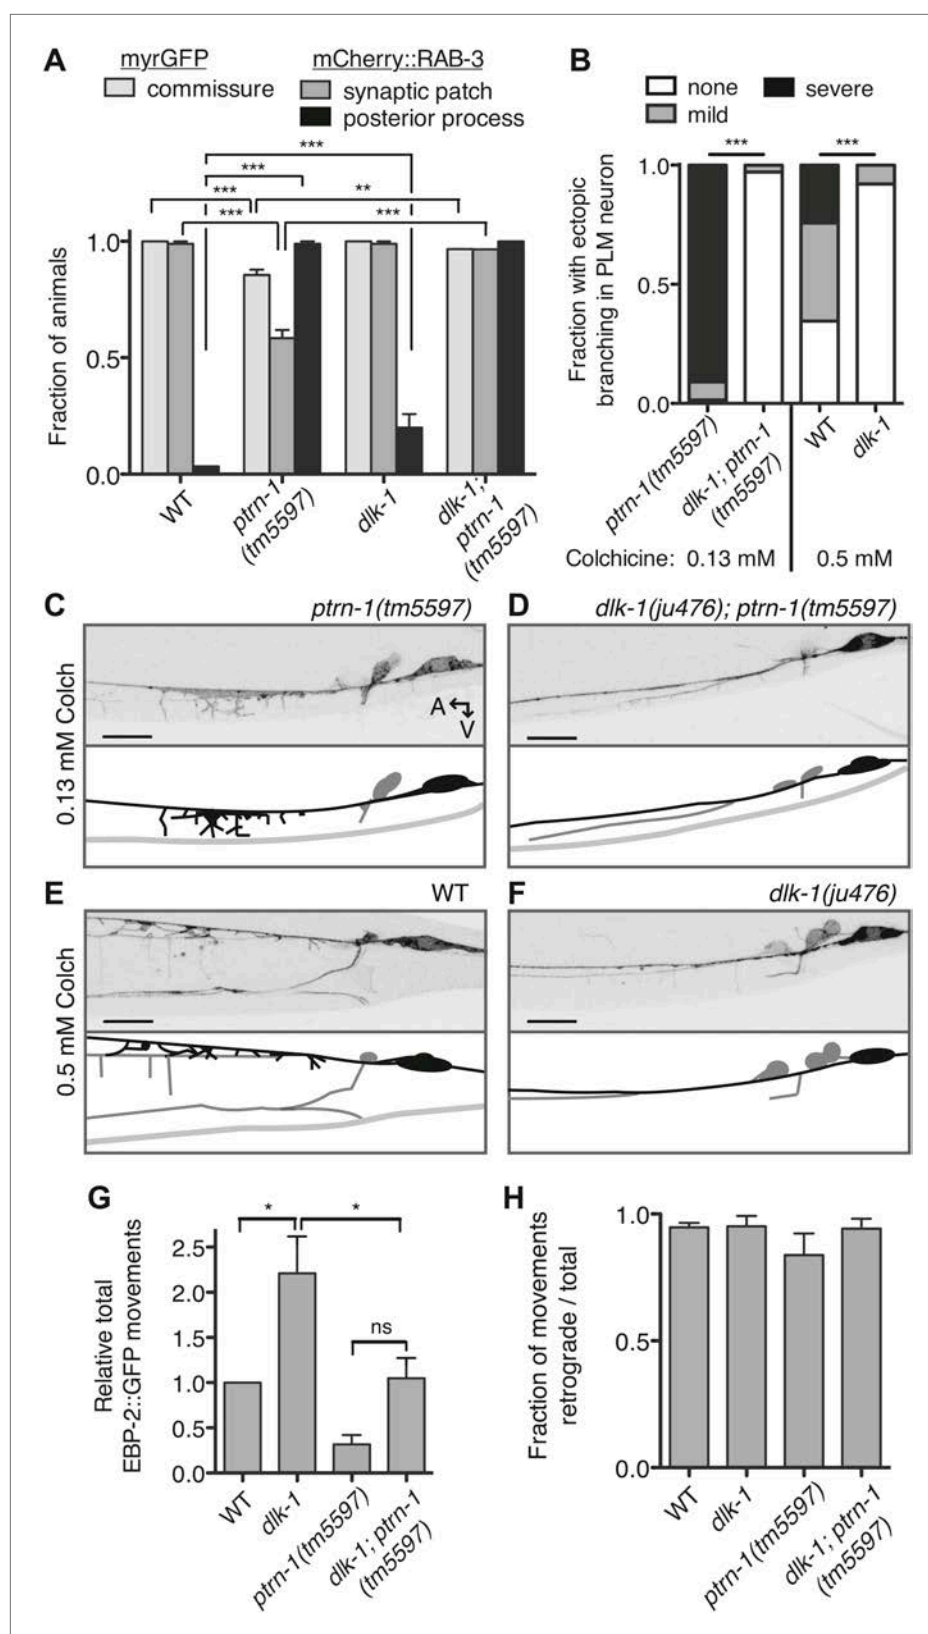 A
myrGFP
commissure
mCherry::RAB-3
synaptic patch
posterior process
***
***
***
**
***
***
Fraction of animals
1.0
0.5
0.0
WT
ptrn-1
(tm5597)
dlk-1
dlk-1;
ptrn-1
(tm5597)
B
none
severe
mild
***
***
Fraction with ectopic
branching in PLM neuron
1.0
0.5
0.0
ptrn-1(tm5597)
dlk-1; ptrn-1
(tm5597)
WT
dlk-1
Colchicine: 0.13 mM
0.5 mM
C
ptrn-1(tm5597)
0.13 mM Colch
A
V
D
dlk-1(ju476); ptrn-1(tm5597)
E
WT
0.5 mM Colch
F
dlk-1(ju476)
G
*
*
ns
Relative total
EBP-2::GFP movements
2.5
2.0
1.5
1.0
0.5
0.0
WT
dlk-1
ptrn-1(tm5597)
dlk-1; ptrn-1
(tm5597)
H
Fraction of movements
retrograde / total
1.0
0.5
0.0
WT
dlk-1
ptrn-1(tm5597)
dlk-1; ptrn-1
(tm5597)